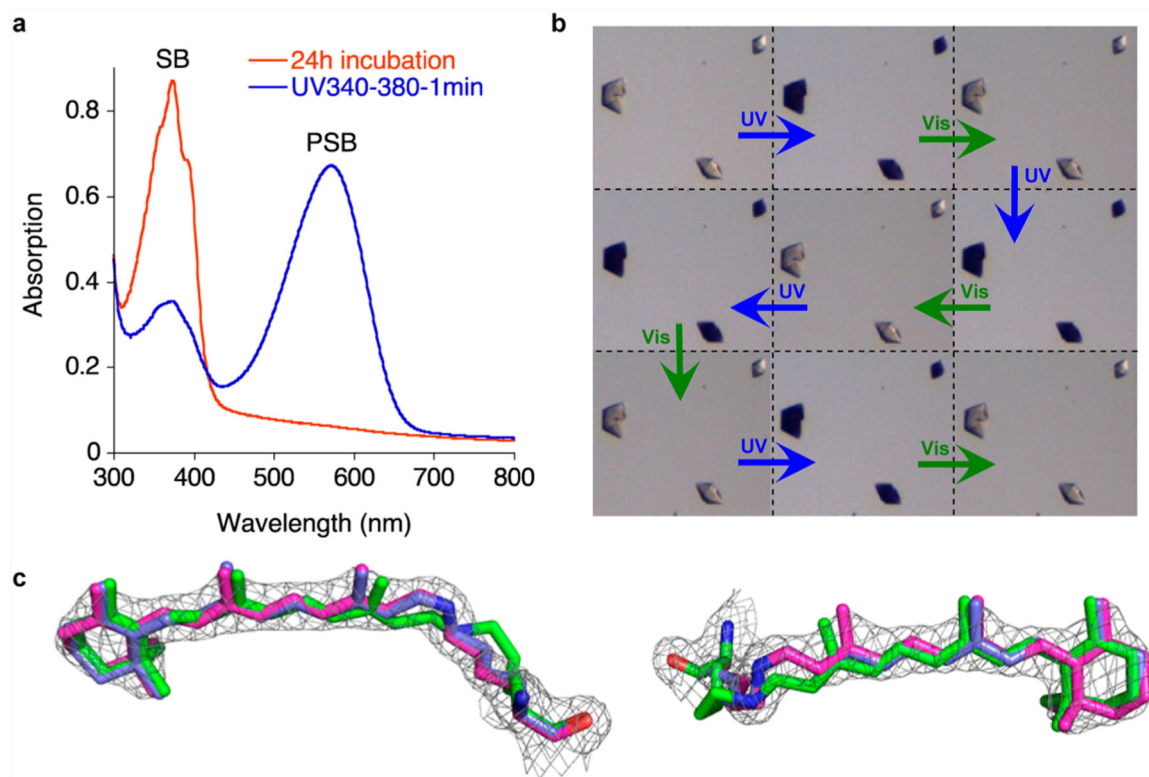 a
SB
24h incubation
UV340-380-1min
PSB
0.8
0.6
0.4
0.2
0
Absorption
300 400 500 600 700 800
Wavelength (nm)
b
UV
Vis
UV
Vis
UV
Vis
UV
Vis
c